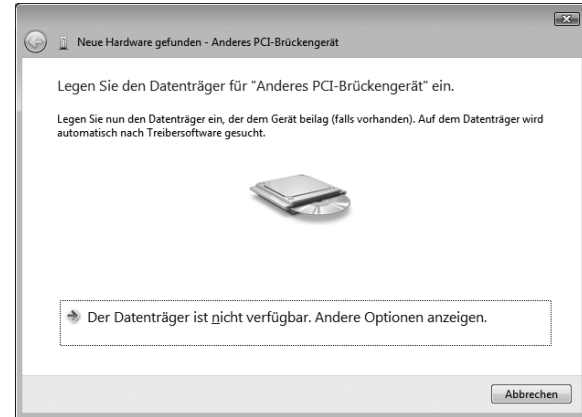 Neue Hardware gefunden - Anderes PCI-Brückengerät
Legen Sie den Datenträger für "Anderes PCI-Brückengerät" ein.
Legen Sie nun den Datenträger ein, der dem Gerät beilag (falls vorhanden). Auf dem Datenträger wird
automatisch nach Treibersoftware gesucht.
Der Datenträger ist nicht verfügbar. Andere Optionen anzeigen.
Abbrechen